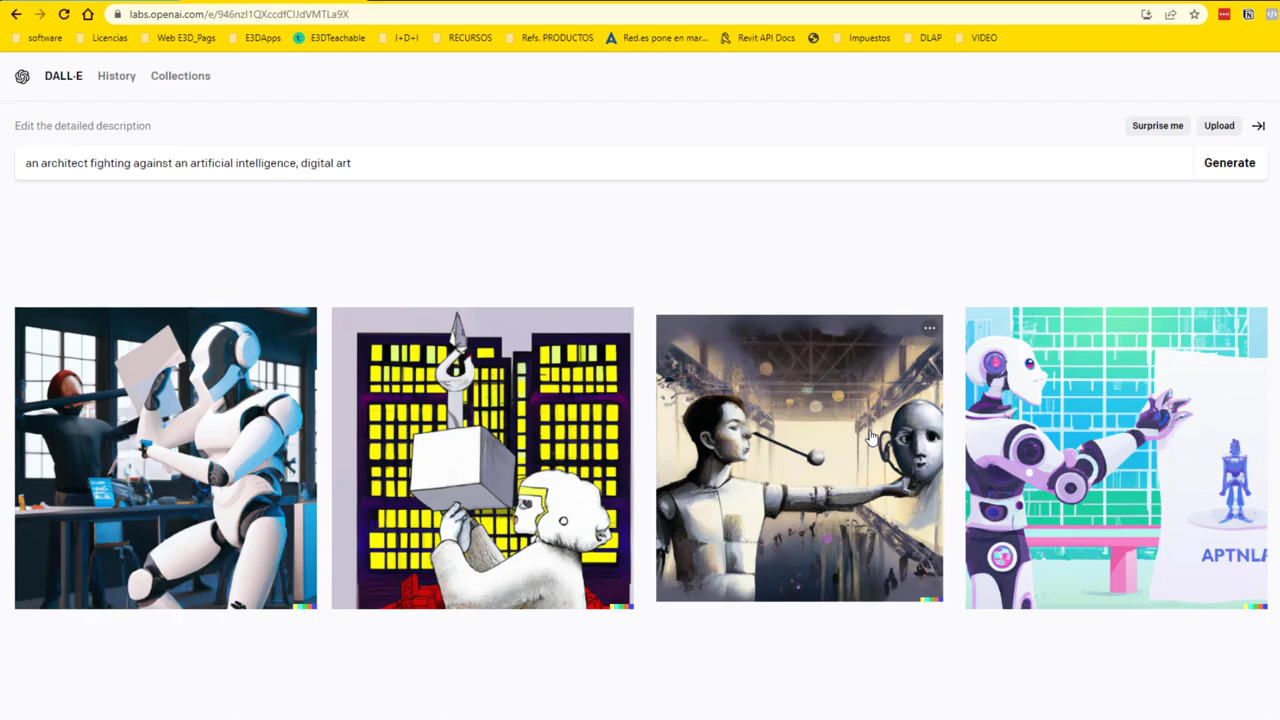 labs.openai.com/e/946nzI1QXccdfCIJdVMTLa9X
software Licencias Web E3D_Pags E3DApps E3DTeachable I+D+I RECURSOS Refs. PRODUCTOS Red.es pone en mar... Revit API Docs Impuestos DLAP VIDEO
DALL·E History Collections
Edit the detailed description Surprise me Upload
an architect fighting against an artificial intelligence, digital art Generate
APTNLA